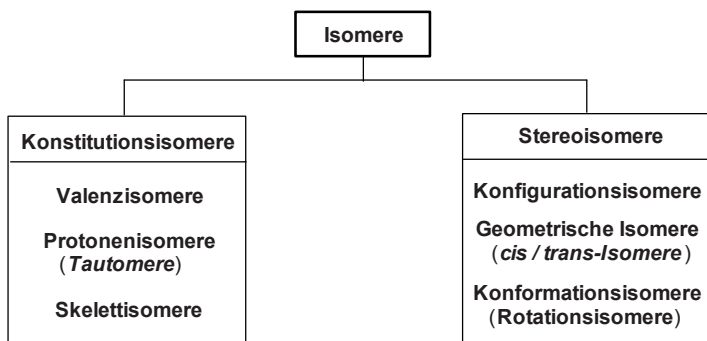 Isomere
Konstitutionsisomere
Valenzisomere
Protonenisomere
(Tautomere)
Skelettisomere
Stereoisomere
Konfigurationsisomere
Geometrische Isomere
(cis / trans-Isomere)
Konformationsisomere
(Rotationsisomere)